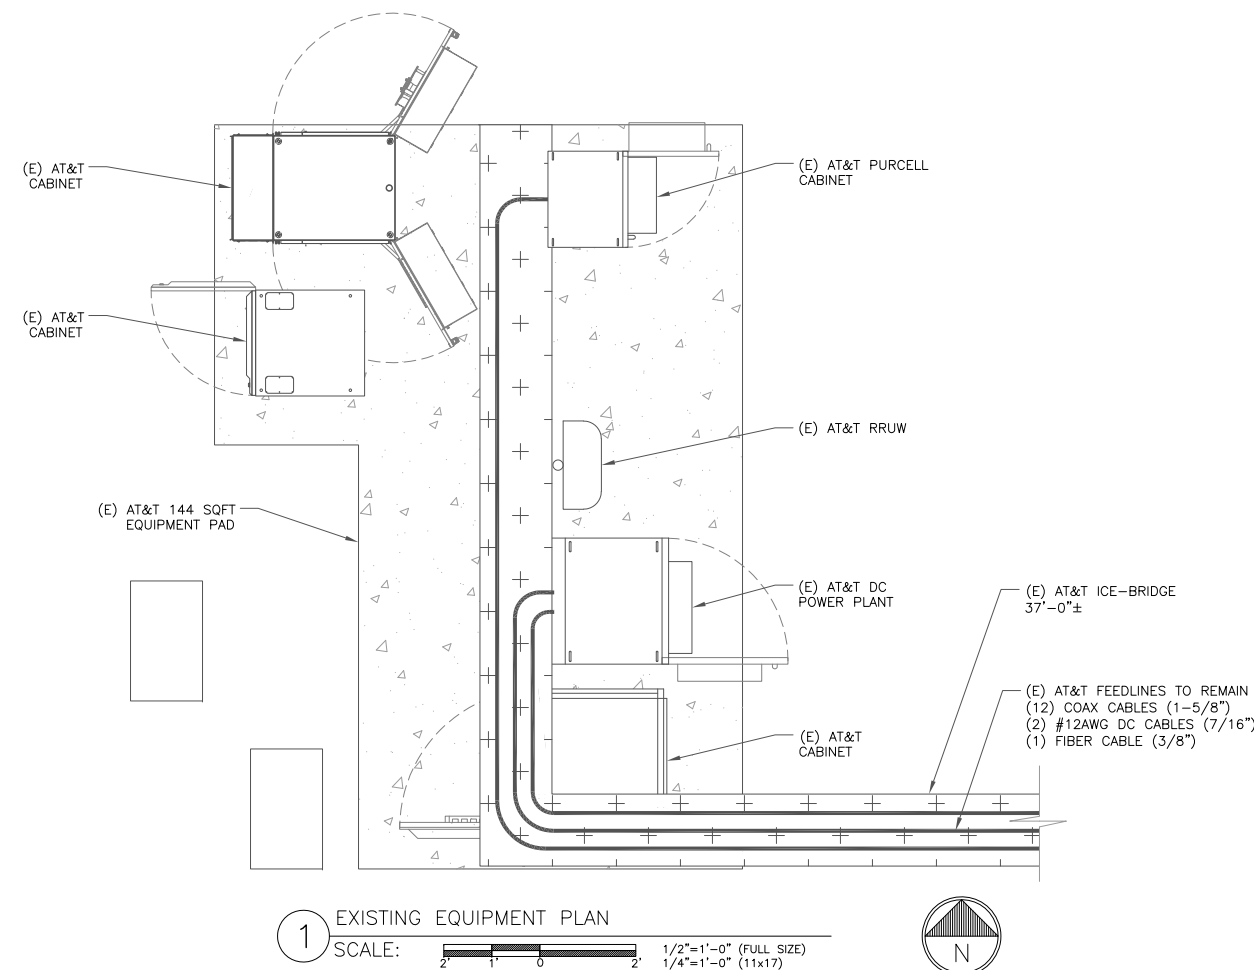 (E) AT&T
CABINET
(E) AT&T PURCELL
CABINET
(E) AT&T
CABINET
(E) AT&T RRUW
(E) AT&T 144 SQFT
EQUIPMENT PAD
(E) AT&T DC
POWER PLANT
(E) AT&T ICE-BRIDGE
37'-0"±
(E) AT&T FEEDLINES TO REMAIN
(12) COAX CABLES (1-5/8")
(2) #12AWG DC CABLES (7/16")
(1) FIBER CABLE (3/8")
(E) AT&T
CABINET
1 EXISTING EQUIPMENT PLAN
SCALE:
2' 1' 0 2'
1/2"=1'-0" (FULL SIZE)
1/4"=1'-0" (11x17)
N